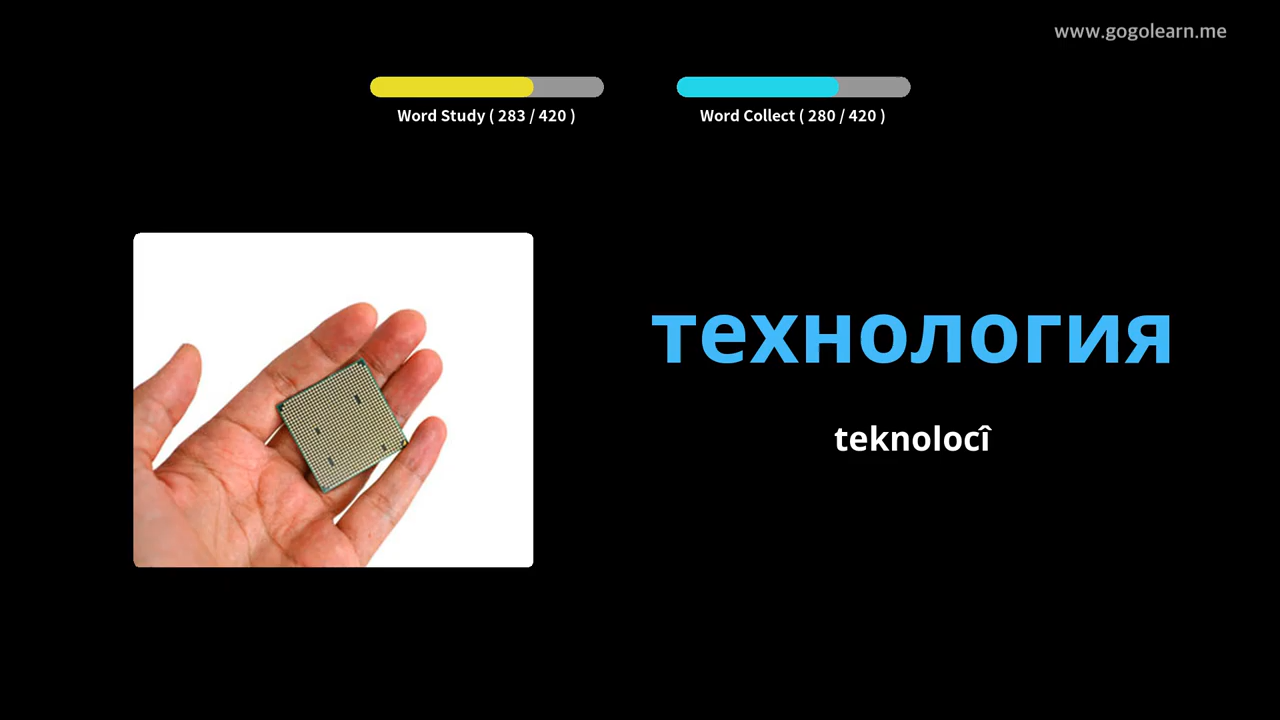 www.gogolearn.me
Word Study ( 283 / 420 )
Word Collect ( 280 / 420 )
технология
teknolocî